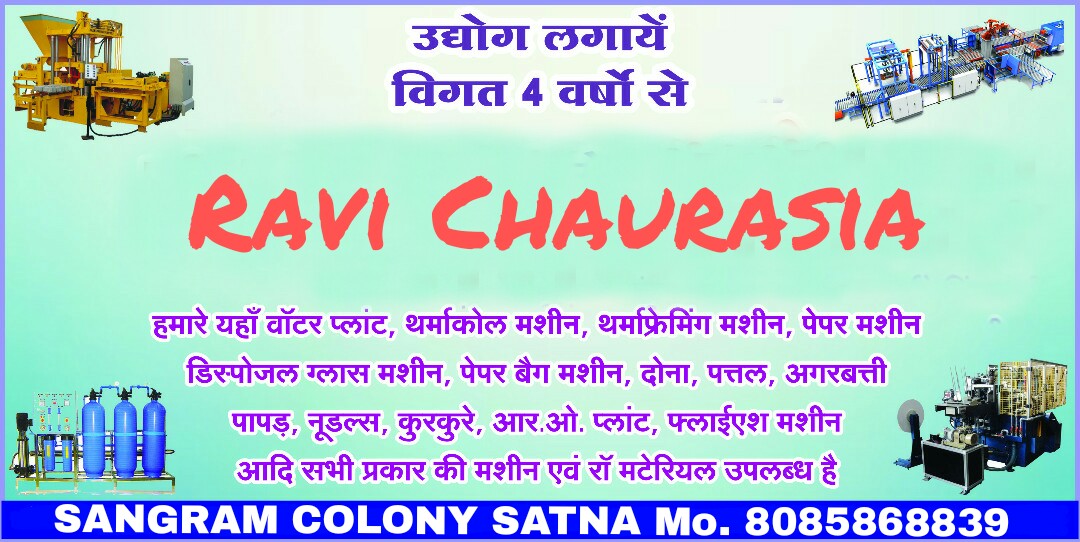 उद्योग लगायें
विगत 4 वर्षो से
RAVI CHAURASIA
हमारे यहाँ वॉटर प्लांट, थर्माकोल मशीन, थर्माफ्रेमिंग मशीन, पेपर मशीन
डिस्पोजल ग्लास मशीन, पेपर बैग मशीन, दोना, पत्तल, अगरबत्ती
पापड़, नूडल्स, कुरकुरे, आर.ओ. प्लांट, फ्लाईएश मशीन
आदि सभी प्रकार की मशीन एवं रॉ मटेरियल उपलब्ध है
SANGRAM COLONY SATNA Mo. 8085868839